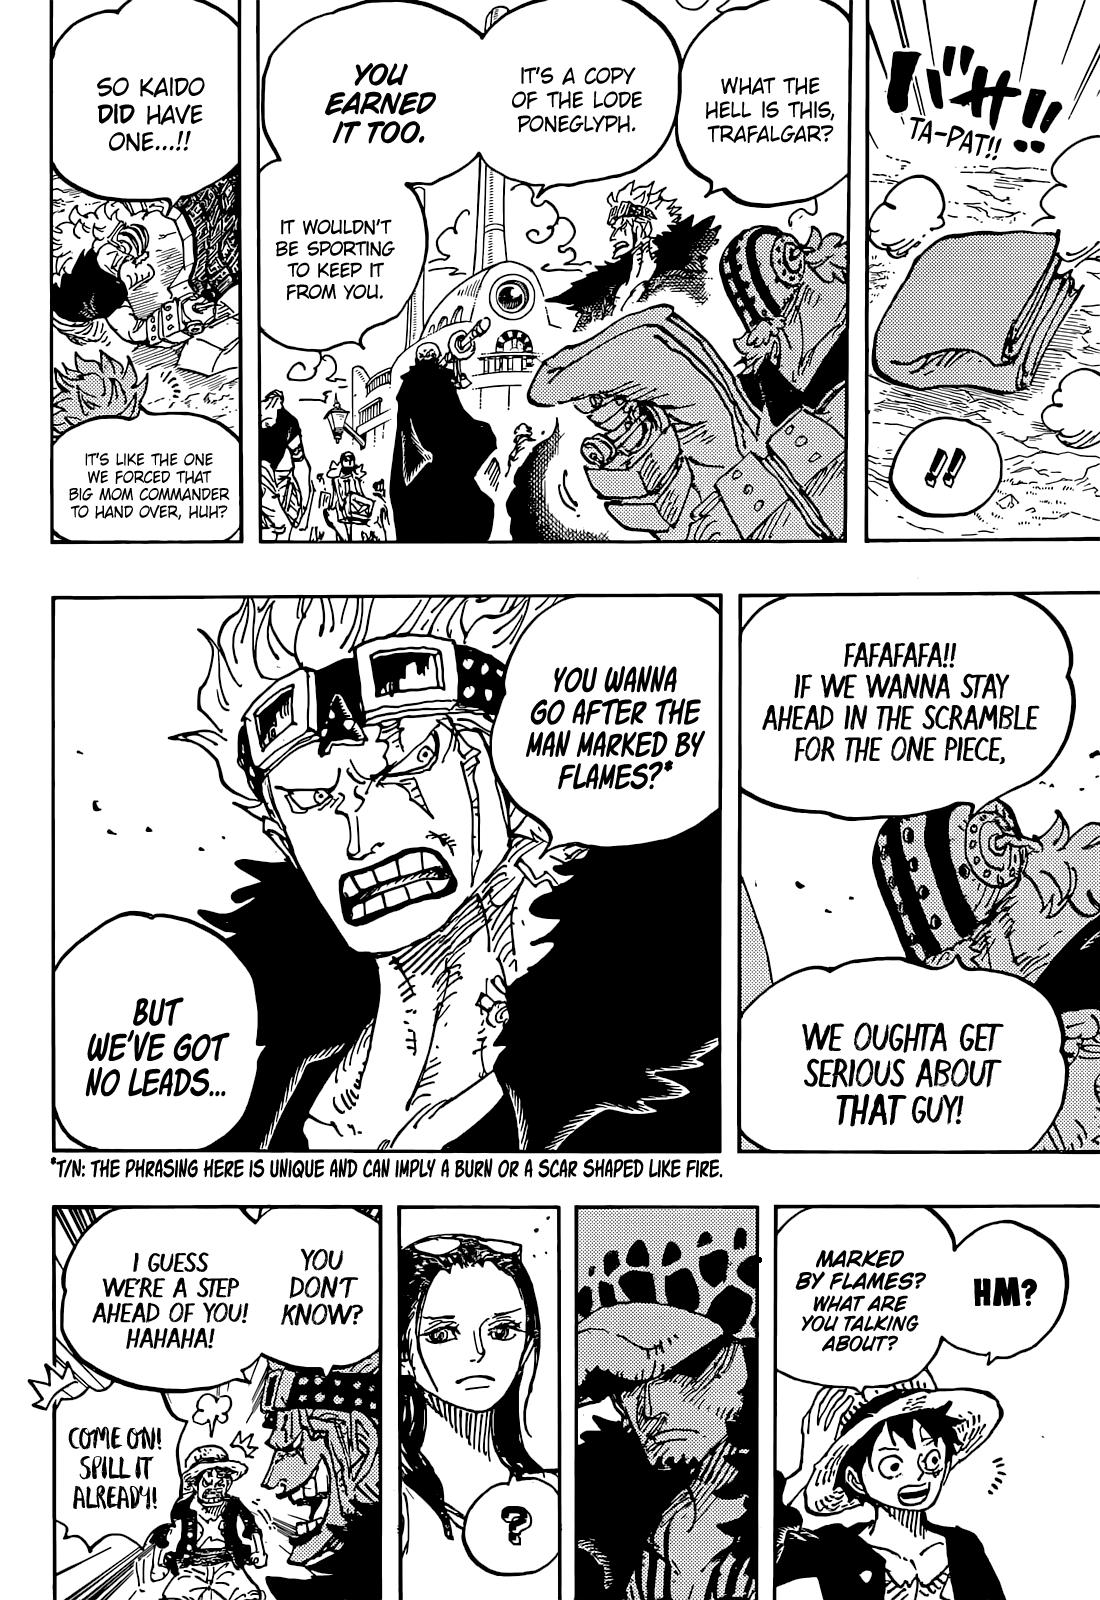 バサ!!
TA-PAT!!
!!
WHAT THE
HELL IS THIS,
TRAFALGAR?
IT'S A COPY
OF THE LODE
PONEGLYPH.
YOU
EARNED
IT TOO.
IT WOULDN'T
BE SPORTING
TO KEEP IT
FROM YOU.
SO KAIDO
DID HAVE
ONE...!!
IT'S LIKE THE ONE
WE FORCED THAT
BIG MOM COMMANDER
TO HAND OVER, HUH?
FAFAFAFA!!
IF WE WANNA STAY
AHEAD IN THE SCRAMBLE
FOR THE ONE PIECE,
WE OUGHTA GET
SERIOUS ABOUT
THAT GUY!
YOU WANNA
GO AFTER THE
MAN MARKED BY
FLAMES?*
BUT
WE'VE GOT
NO LEADS...
*T/N: THE PHRASING HERE IS UNIQUE AND CAN IMPLY A BURN OR A SCAR SHAPED LIKE FIRE.
HM?
MARKED
BY FLAMES?
WHAT ARE
YOU TALKING
ABOUT?
?
YOU
DON'T
KNOW?
I GUESS
WE'RE A STEP
AHEAD OF YOU!
HAHAHA!
COME ON!
SPILL IT
ALREADY!